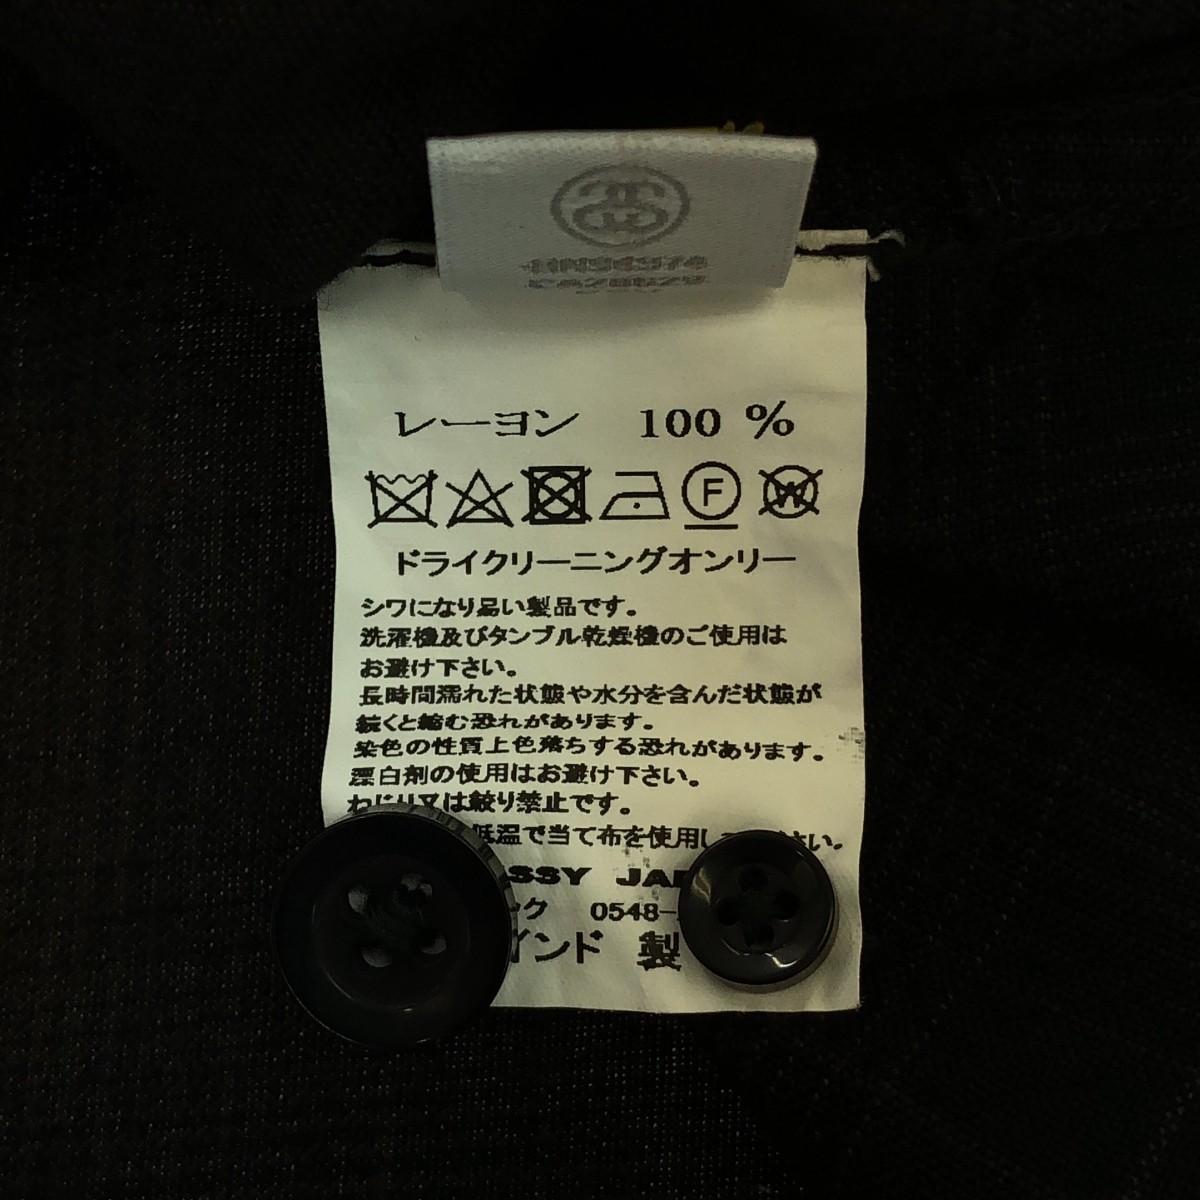 レーヨン 100 %
F W
ドライクリーニングオンリー
シワになり易い製品です。
洗濯機及びタンブル乾燥機のご使用は
お避け下さい。
長時間濡れた状態や水分を含んだ状態が
続くと縮む恐れがあります。
染色の性質上色落ちする恐れがあります。
漂白剤の使用はお避け下さい。
ねじり又は絞り禁止です。
低温で当て布を使用し
SSY JA
ック 0548-
インド 製